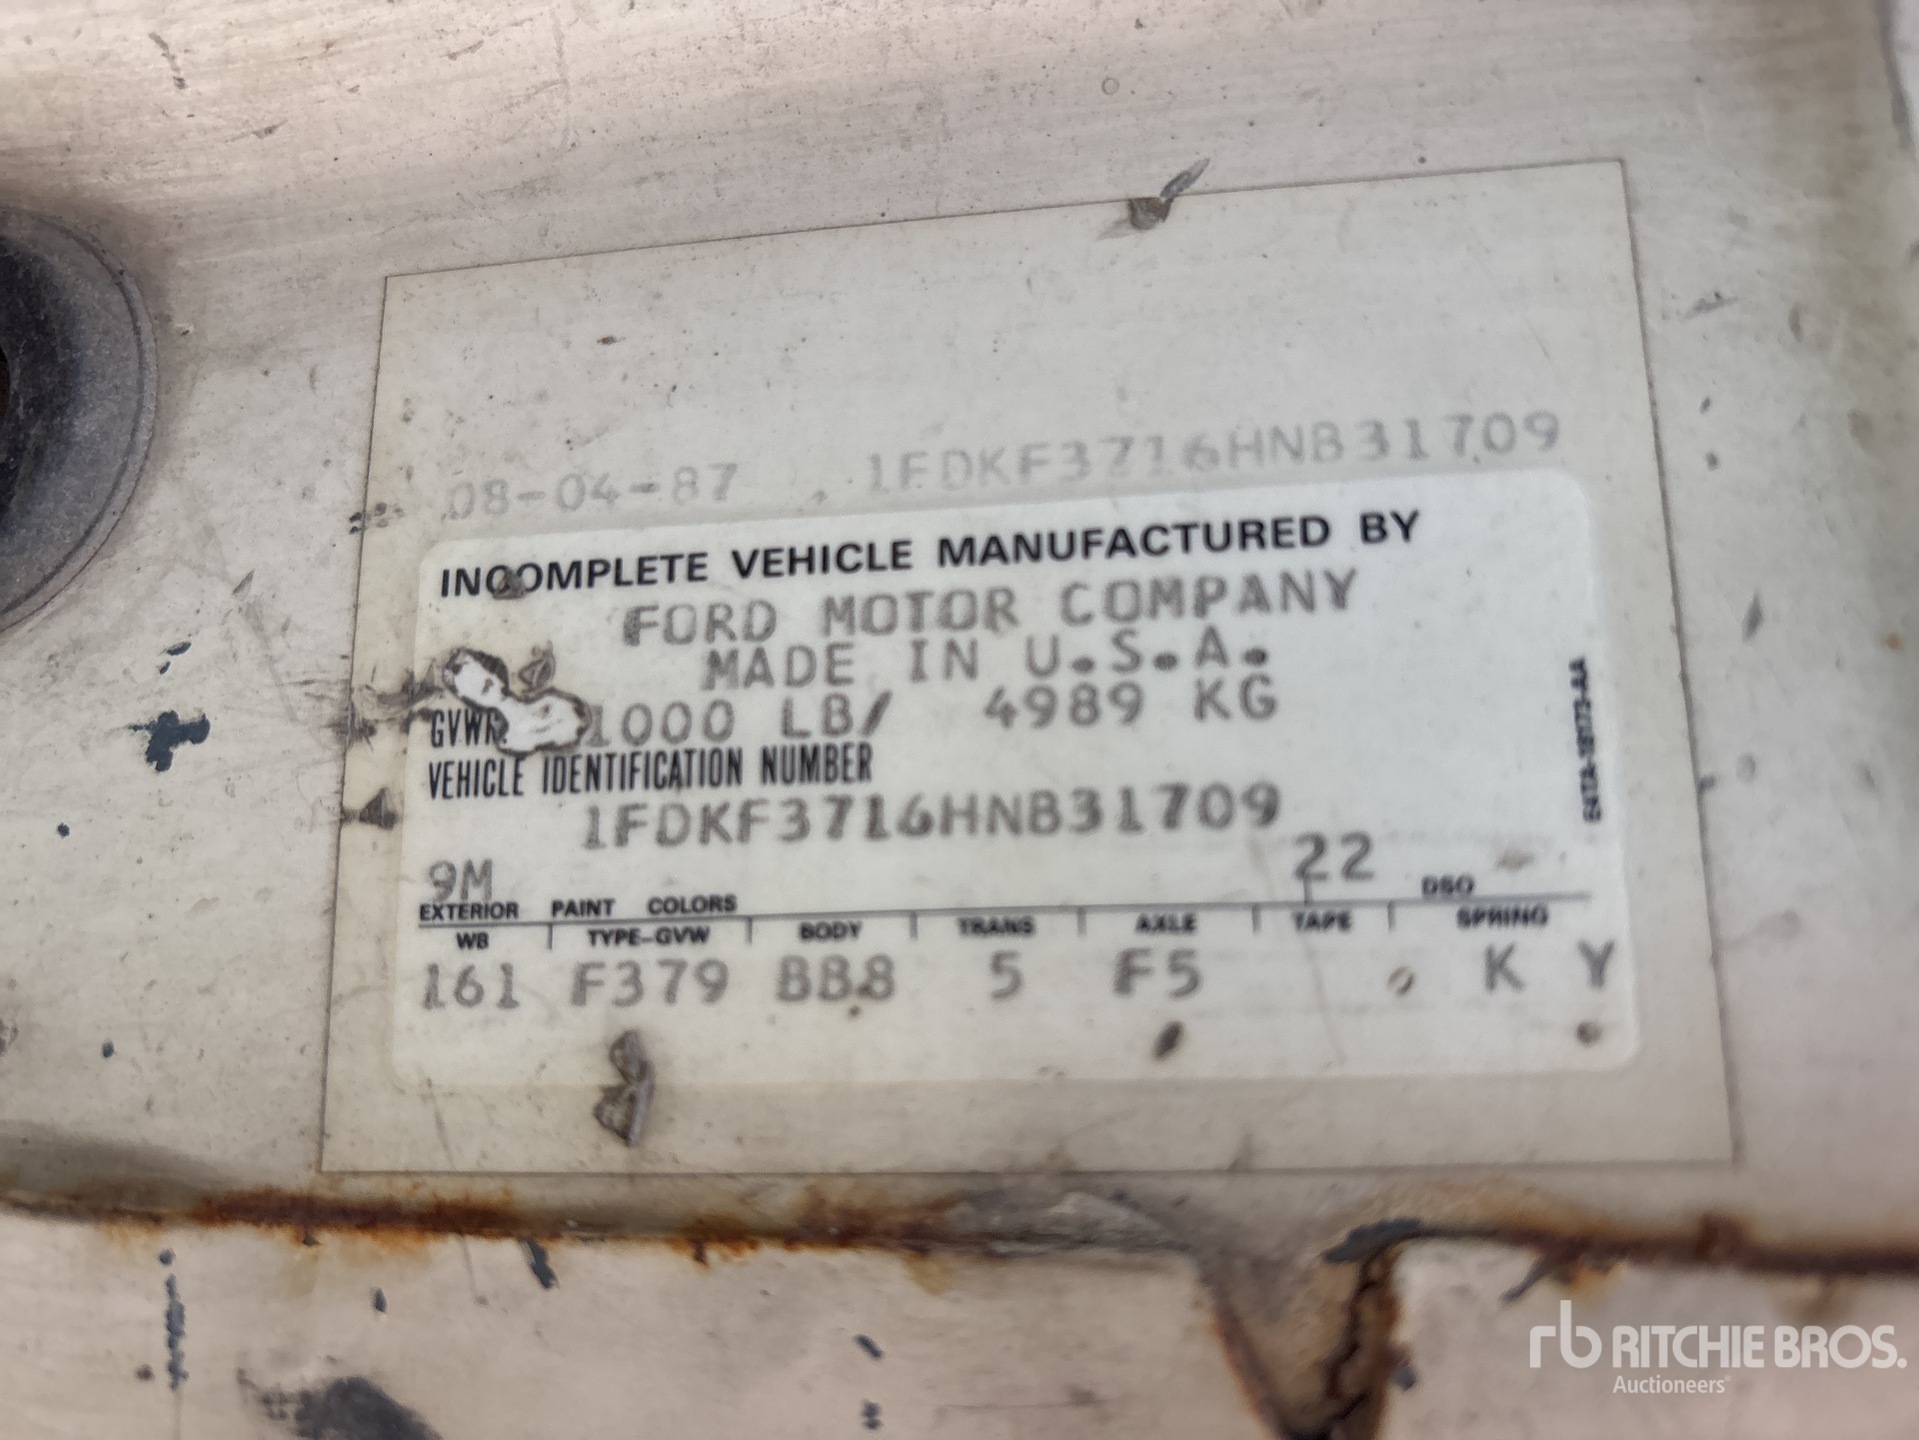 08-04-87 1FDKF3716HNB31709
INCOMPLETE VEHICLE MANUFACTURED BY
FORD MOTOR COMPANY
MADE IN U.S.A.
GVWR: 1000 LB/ 4989 KG
VEHICLE IDENTIFICATION NUMBER
1FDKF3716HNB31709
9M 22
EXTERIOR PAINT COLORS DSO
WB TYPE-GVW BODY TRANS AXLE TAPE SPRING
161 F379 BB8 5 F5 K Y
rb RITCHIE BROS.
Auctioneers